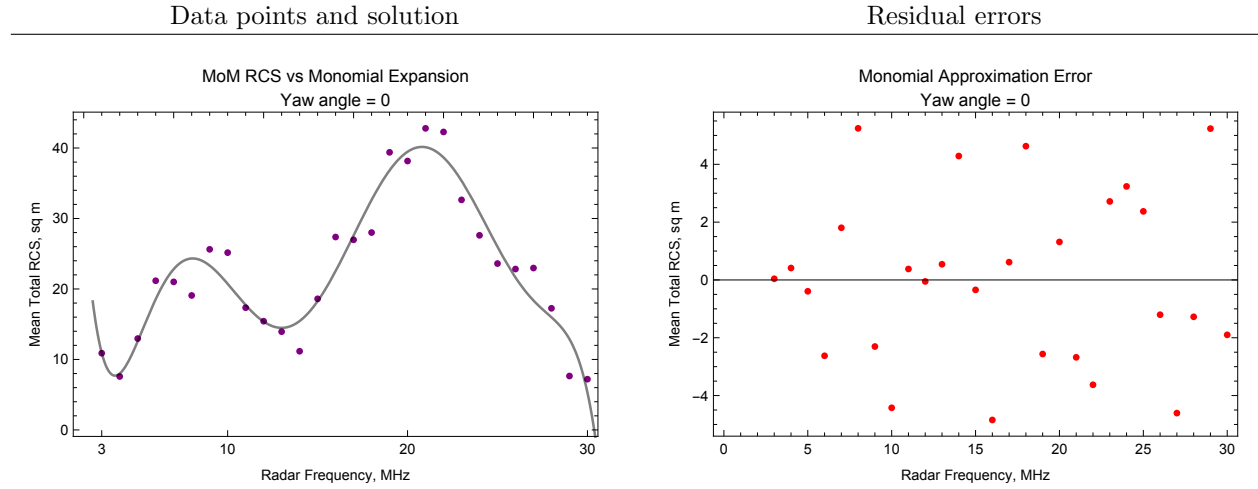 Data points and solution
Residual errors
MoM RCS vs Monomial Expansion
Yaw angle = 0
Mean Total RCS, sq m
40
30
20
10
0
3
10
20
30
Radar Frequency, MHz
Monomial Approximation Error
Yaw angle = 0
Mean Total RCS, sq m
4
2
0
−2
−4
0
5
10
15
20
25
30
Radar Frequency, MHz